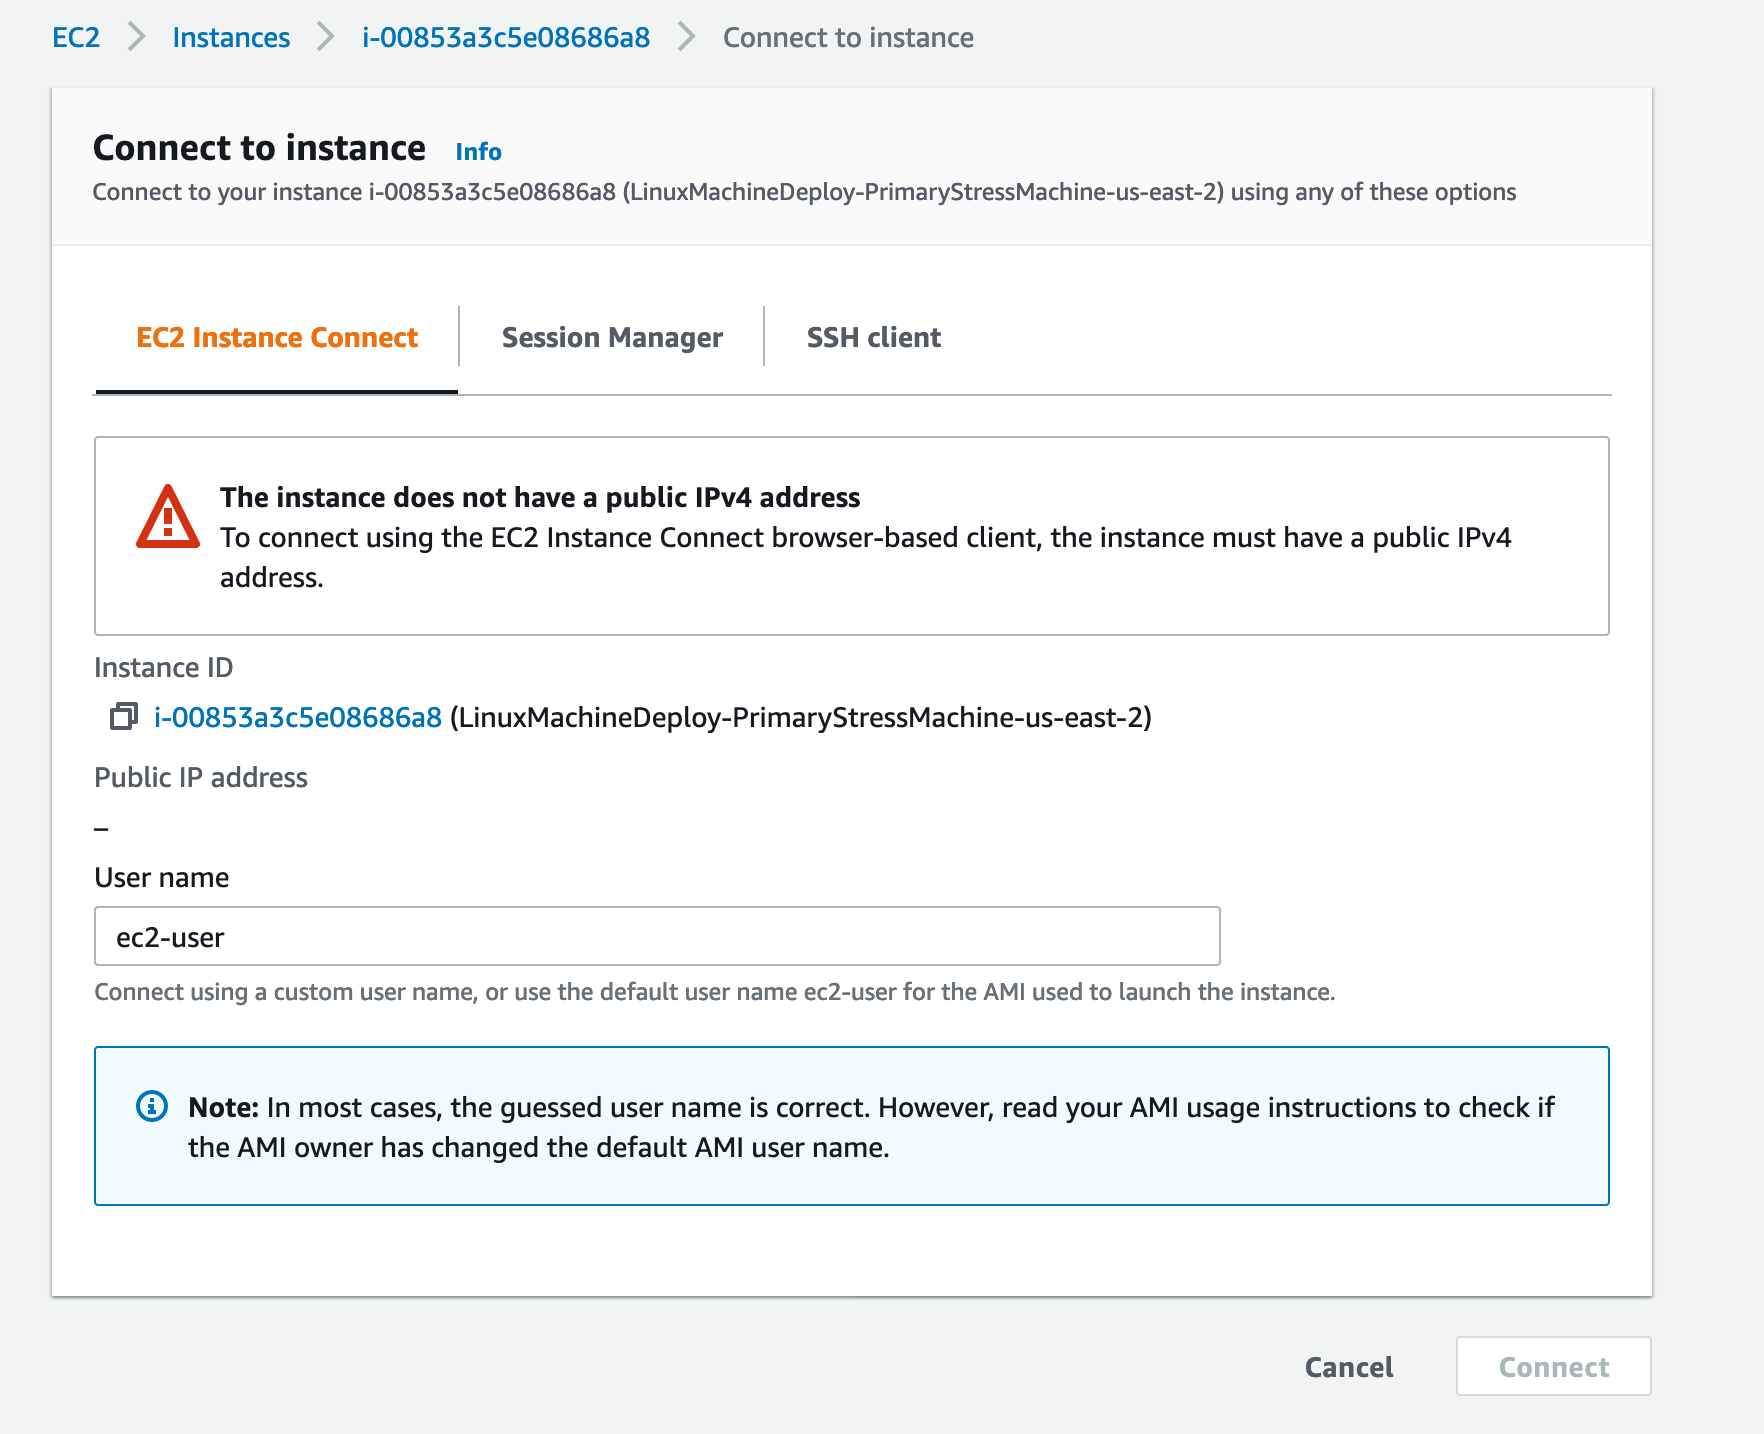 EC2 Instances i-00853a3c5e08686a8 Connect to instance
Connect to instance Info
Connect to your instance i-00853a3c5e08686a8 (LinuxMachineDeploy-PrimaryStressMachine-us-east-2) using any of these options
EC2 Instance Connect Session Manager SSH client
The instance does not have a public IPv4 address
To connect using the EC2 Instance Connect browser-based client, the instance must have a public IPv4
address.
Instance ID
i-00853a3c5e08686a8 (LinuxMachineDeploy-PrimaryStressMachine-us-east-2)
Public IP address
–
User name
ec2-user
Connect using a custom user name, or use the default user name ec2-user for the AMI used to launch the instance.
Note: In most cases, the guessed user name is correct. However, read your AMI usage instructions to check if
the AMI owner has changed the default AMI user name.
Cancel Connect